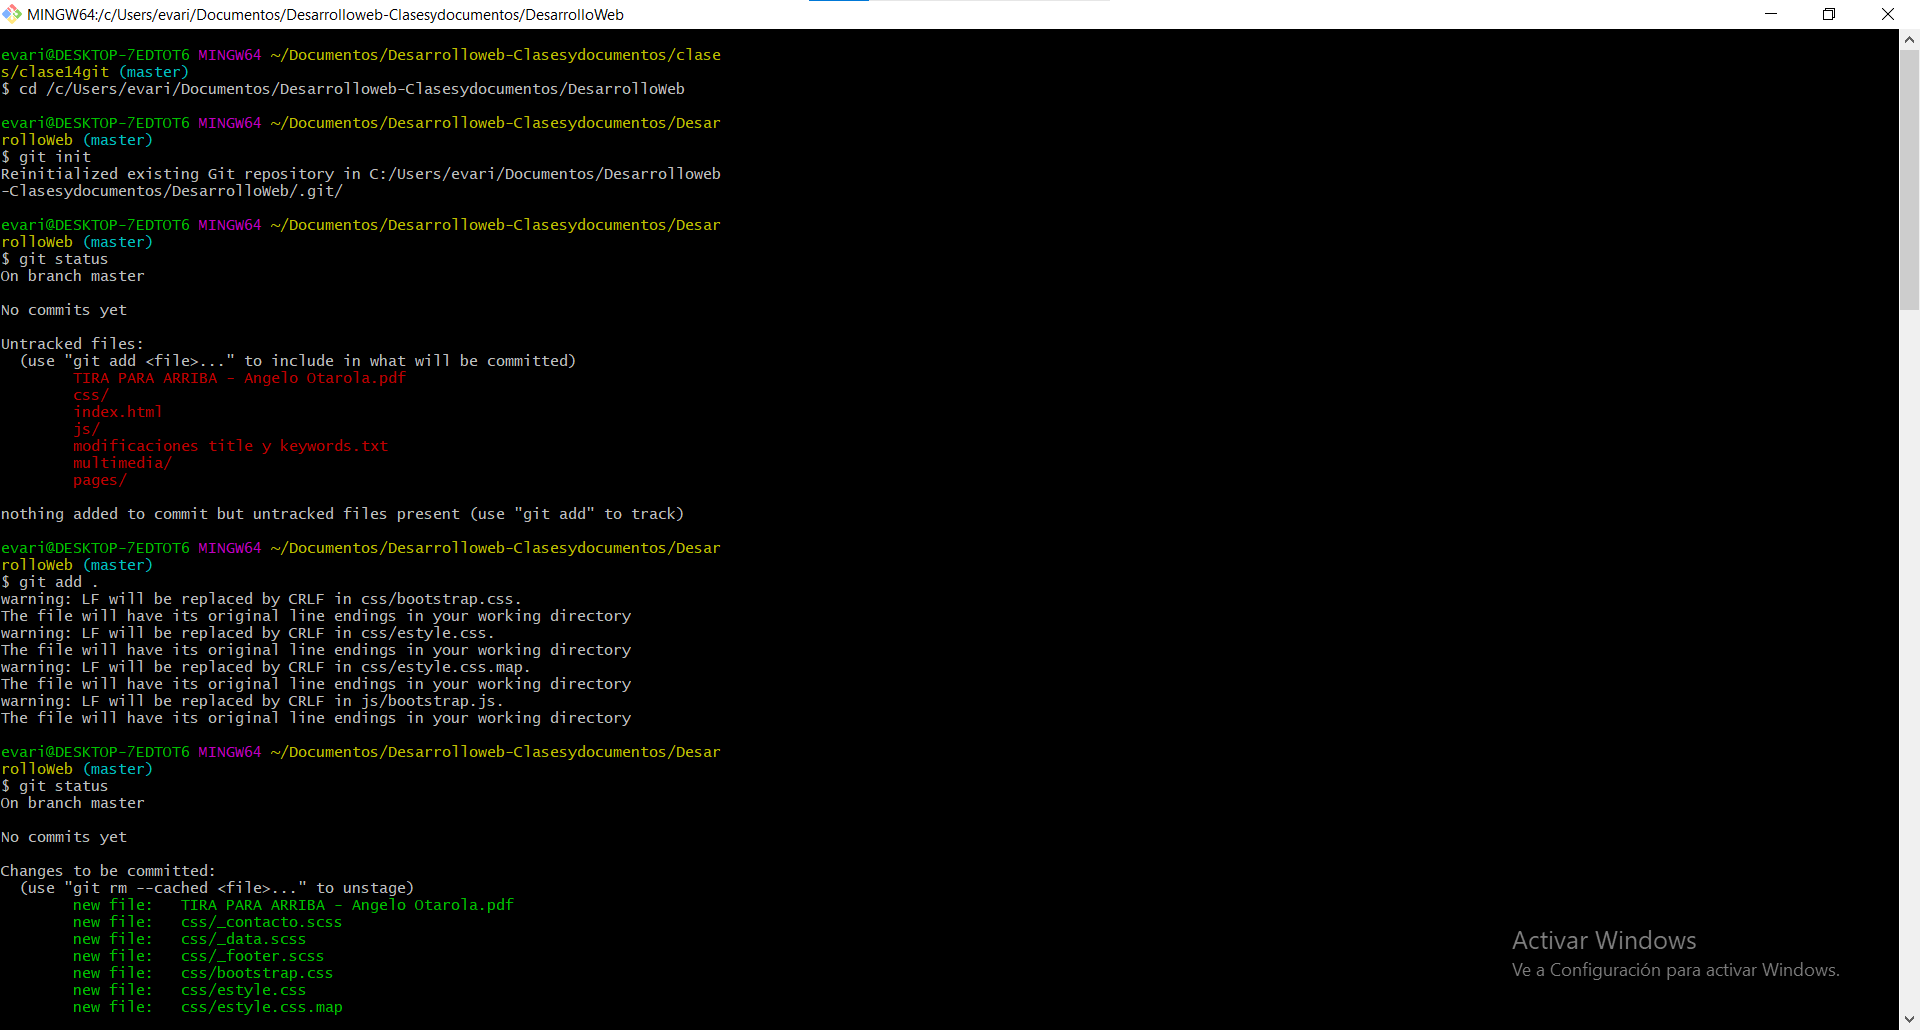 MINGW64:/c/Users/evari/Documentos/Desarrolloweb-Clasesydocumentos/DesarrolloWeb
evari@DESKTOP-7EDTOT6 MINGW64 ~/Documentos/Desarrolloweb-Clasesydocumentos/clase
s/clase14git (master)
$ cd /c/Users/evari/Documentos/Desarrolloweb-Clasesydocumentos/DesarrolloWeb
evari@DESKTOP-7EDTOT6 MINGW64 ~/Documentos/Desarrolloweb-Clasesydocumentos/Desar
rolloWeb (master)
$ git init
Reinitialized existing Git repository in C:/Users/evari/Documentos/Desarrolloweb
-Clasesydocumentos/DesarrolloWeb/.git/
evari@DESKTOP-7EDTOT6 MINGW64 ~/Documentos/Desarrolloweb-Clasesydocumentos/Desar
rolloWeb (master)
$ git status
On branch master
No commits yet
Untracked files:
  (use "git add <file>..." to include in what will be committed)
        TIRA PARA ARRIBA - Angelo Otarola.pdf
        css/
        index.html
        js/
        modificaciones title y keywords.txt
        multimedia/
        pages/
nothing added to commit but untracked files present (use "git add" to track)
evari@DESKTOP-7EDTOT6 MINGW64 ~/Documentos/Desarrolloweb-Clasesydocumentos/Desar
rolloWeb (master)
$ git add .
warning: LF will be replaced by CRLF in css/bootstrap.css.
The file will have its original line endings in your working directory
warning: LF will be replaced by CRLF in css/estyle.css.
The file will have its original line endings in your working directory
warning: LF will be replaced by CRLF in css/estyle.css.map.
The file will have its original line endings in your working directory
warning: LF will be replaced by CRLF in js/bootstrap.js.
The file will have its original line endings in your working directory
evari@DESKTOP-7EDTOT6 MINGW64 ~/Documentos/Desarrolloweb-Clasesydocumentos/Desar
rolloWeb (master)
$ git status
On branch master
No commits yet
Changes to be committed:
  (use "git rm --cached <file>..." to unstage)
        new file:   TIRA PARA ARRIBA - Angelo Otarola.pdf
        new file:   css/_contacto.scss
        new file:   css/_data.scss
        new file:   css/_footer.scss
        new file:   css/bootstrap.css
        new file:   css/estyle.css
        new file:   css/estyle.css.map
Activar Windows
Ve a Configuración para activar Windows.